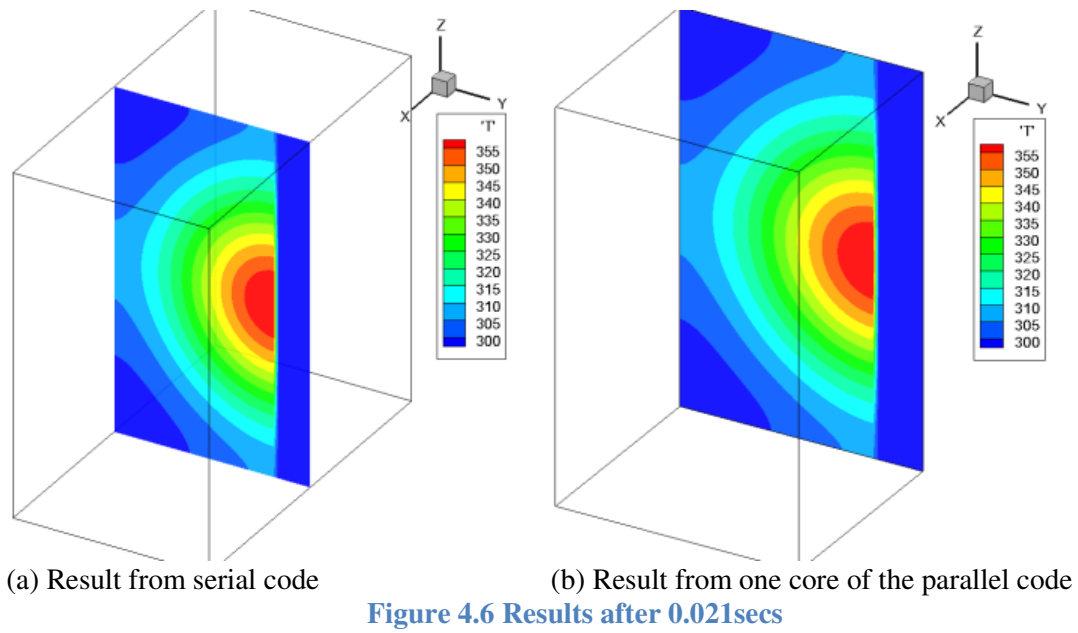 Z
X
Y
'T'
355
350
345
335
330
325
320
315
310
305
300
Z
X
Y
'T'
355
350
345
335
330
325
320
315
310
305
300
(a) Result from serial code
(b) Result from one core of the parallel code
Figure 4.6 Results after 0.021secs